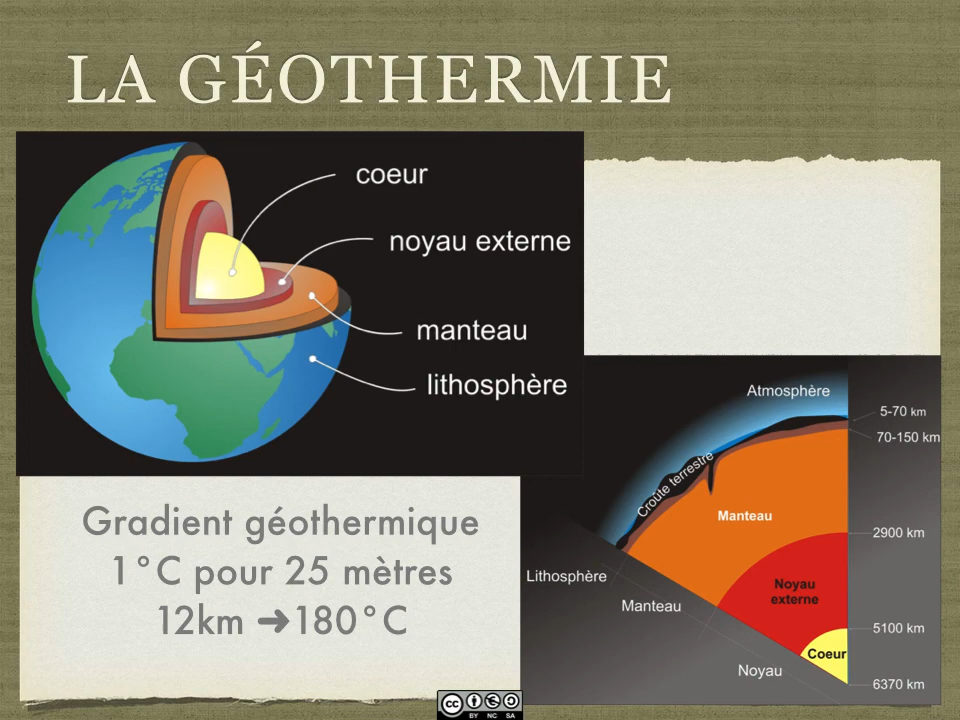 LA GÉOTHERMIE
coeur
noyau externe
manteau
lithosphère
Gradient géothermique
1°C pour 25 mètres
12km ➜180°C
Atmosphère
5-70 km
70-150 km
Croûte terrestre
Manteau
2900 km
Noyau
externe
Lithosphère
Manteau
5100 km
Coeur
Noyau
6370 km
cc
BY NC SA